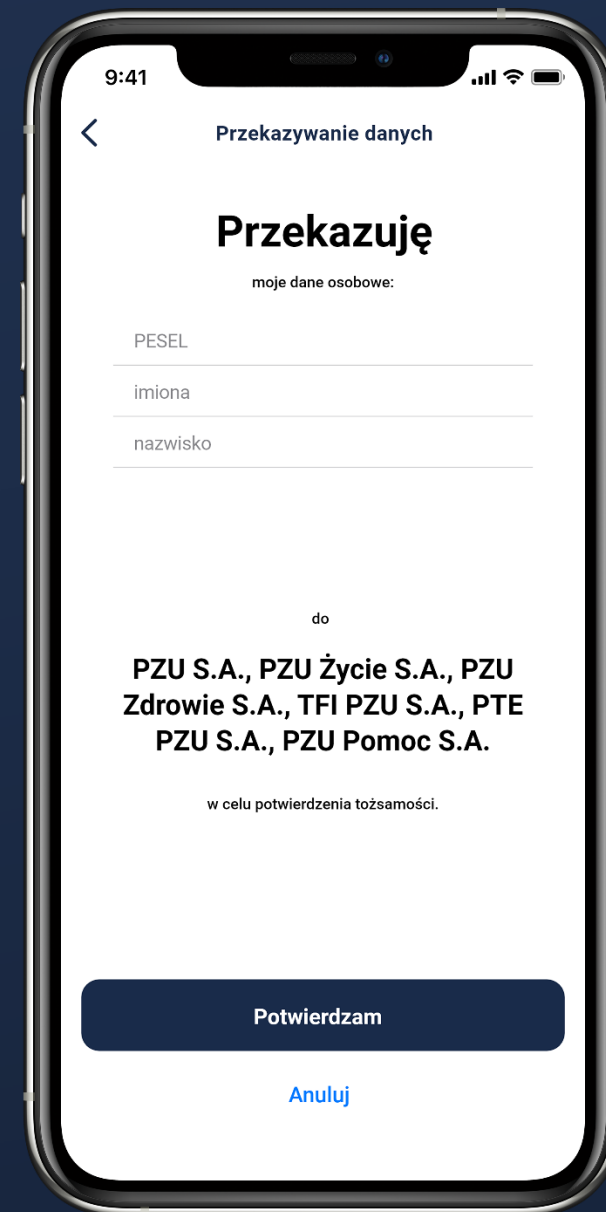 9:41
Przekazywanie danych
Przekazuję
moje dane osobowe:
PESEL
imiona
nazwisko
do
PZU S.A., PZU Życie S.A., PZU
Zdrowie S.A., TFI PZU S.A., PTE
PZU S.A., PZU Pomoc S.A.
w celu potwierdzenia tożsamości.
Potwierdzam
Anuluj